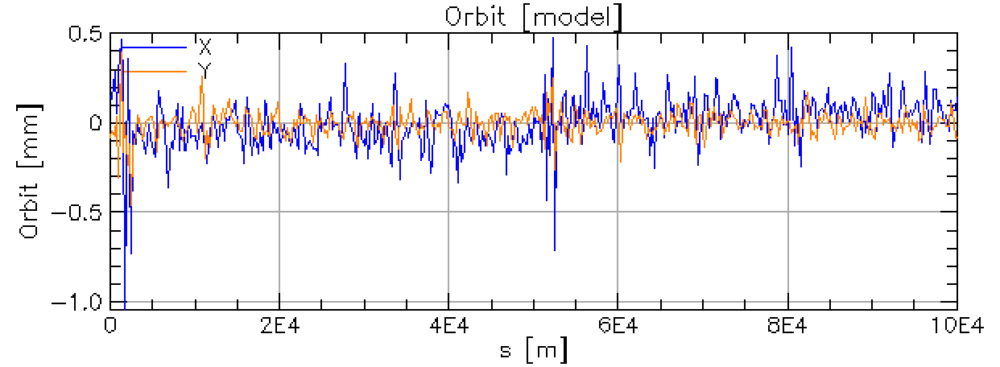 Orbit [model]
0.5
X
Y
0
Orbit [mm]
−0.5
−1.0
0 2E4 4E4 6E4 8E4 10E4
s [m]